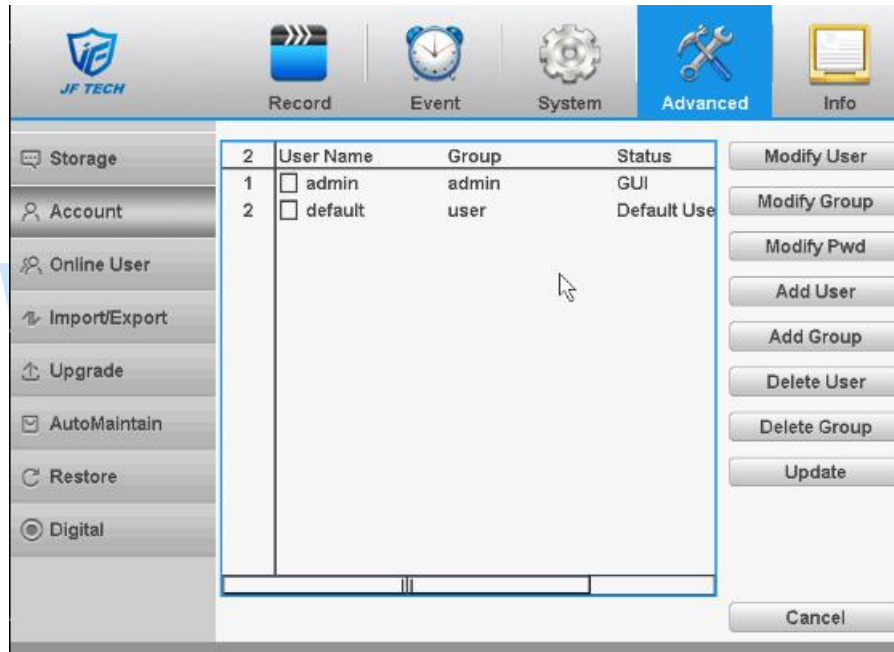 JF TECH
Record Event System Advanced Info
Storage
Account
Online User
Import/Export
Upgrade
AutoMaintain
Restore
Digital
2 User Name Group Status
1 admin admin GUI
2 default user Default Use
Modify User
Modify Group
Modify Pwd
Add User
Add Group
Delete User
Delete Group
Update
Cancel